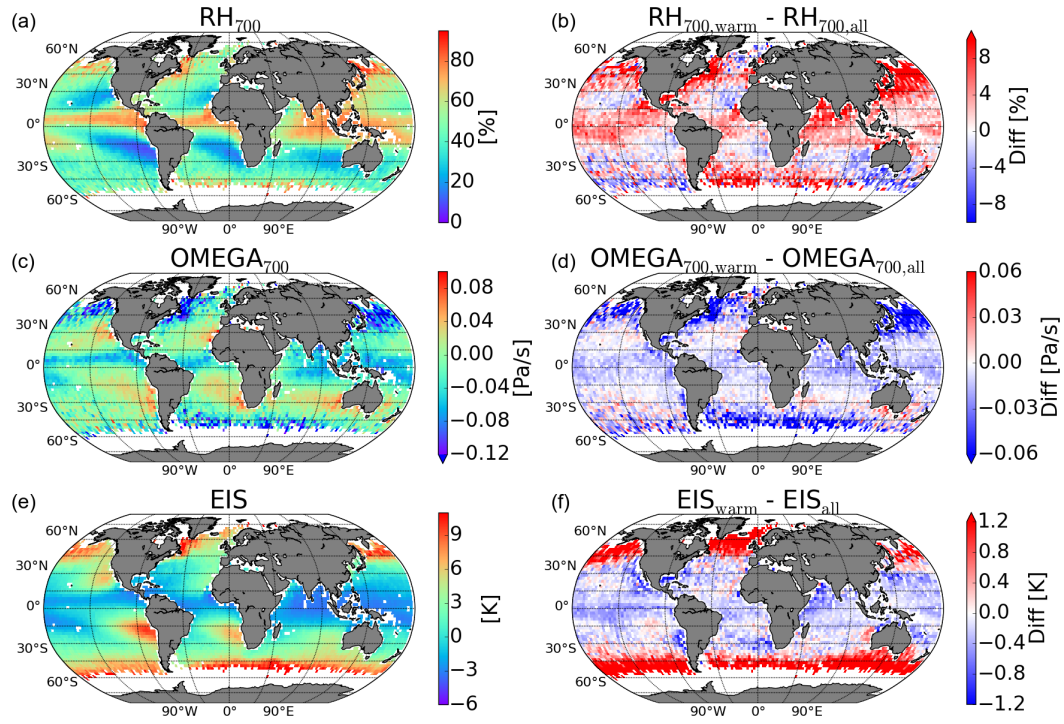 (a) RH700
60°N
30°N
0°
30°S
60°S
90°W 0° 90°E
80
60
40
20
0
[%]
(b) RH700,warm - RH700,all
60°N
30°N
0°
30°S
60°S
90°W 0° 90°E
8
4
0
−4
−8
Diff [%]
(c) OMEGA700
60°N
30°N
0°
30°S
60°S
90°W 0° 90°E
0.08
0.04
0.00
−0.04
−0.08
−0.12
[Pa/s]
(d) OMEGA700,warm - OMEGA700,all
60°N
30°N
0°
30°S
60°S
90°W 0° 90°E
0.06
0.03
0.00
−0.03
−0.06
Diff [Pa/s]
(e) EIS
60°N
30°N
0°
30°S
60°S
90°W 0° 90°E
9
6
3
0
−3
−6
[K]
(f) EISwarm - EISall
60°N
30°N
0°
30°S
60°S
90°W 0° 90°E
1.2
0.8
0.4
0.0
−0.4
−0.8
−1.2
Diff [K]